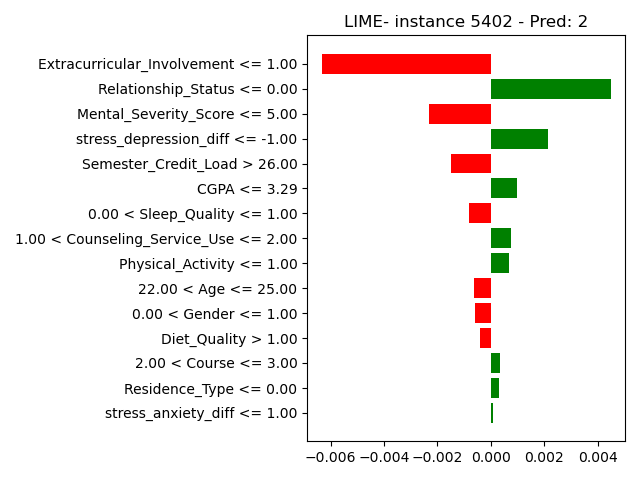 LIME- instance 5402 - Pred: 2
Extracurricular_Involvement <= 1.00
Relationship_Status <= 0.00
Mental_Severity_Score <= 5.00
stress_depression_diff <= -1.00
Semester_Credit_Load > 26.00
CGPA <= 3.29
0.00 < Sleep_Quality <= 1.00
1.00 < Counseling_Service_Use <= 2.00
Physical_Activity <= 1.00
22.00 < Age <= 25.00
0.00 < Gender <= 1.00
Diet_Quality > 1.00
2.00 < Course <= 3.00
Residence_Type <= 0.00
stress_anxiety_diff <= 1.00
−0.006 −0.004 −0.002 0.000 0.002 0.004